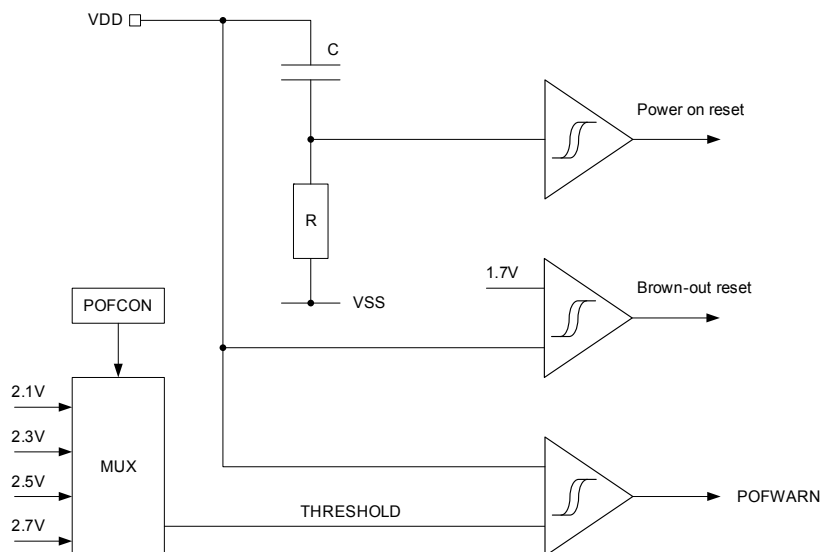 VDD
C
Power on reset
R
1.7V
Brown-out reset
VSS
POFCON
2.1V
2.3V
MUX
2.5V
2.7V
THRESHOLD
POFWARN